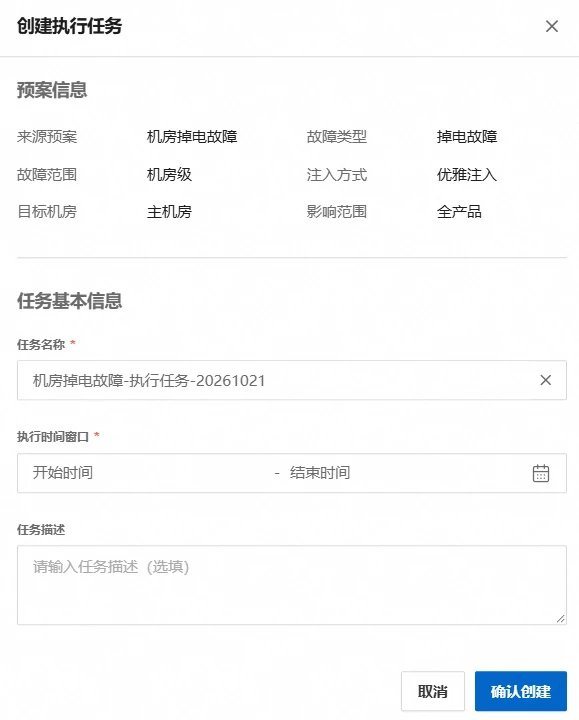 创建执行任务
预案信息
来源预案 机房掉电故障 故障类型 掉电故障
故障范围 机房级 注入方式 优雅注入
目标机房 主机房 影响范围 全产品
任务基本信息
任务名称 *
机房掉电故障-执行任务-20261021
执行时间窗口 *
开始时间 - 结束时间
任务描述
请输入任务描述（选填）
取消 确认创建